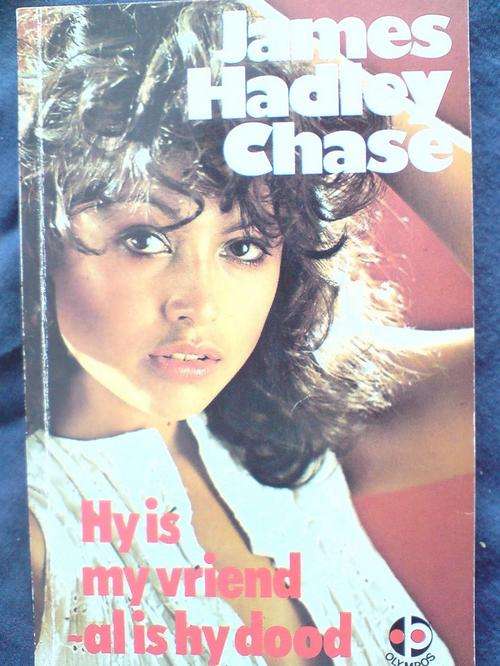 James
Hadley
Chase
Hy is
my vriend
-al is hy dood
OLYMPOS